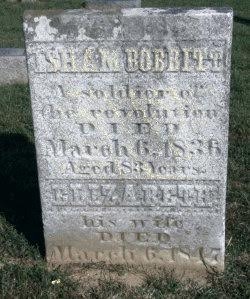 ISHAM BOBBITT
A soldier of
the revolution
DIED
March 6, 1836
Aged 83 Years.
ELIZABETH
his wife
DIED
March 6, 1847